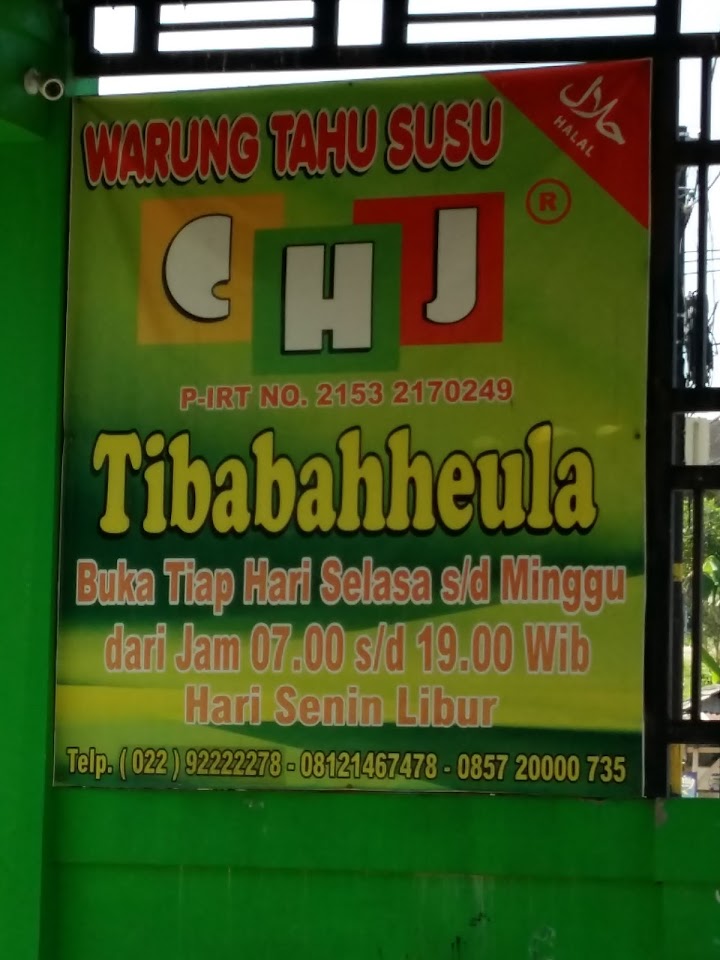 WARUNG TAHU SUSU
حلال
HALAL
CHJ ®
P-IRT NO. 2153 2170249
Tibabahheula
Buka Tiap Hari Selasa s/d Minggu
dari Jam 07.00 s/d 19.00 Wib
Hari Senin Libur
Telp. ( 022 ) 92222278 - 08121467478 - 0857 20000 735